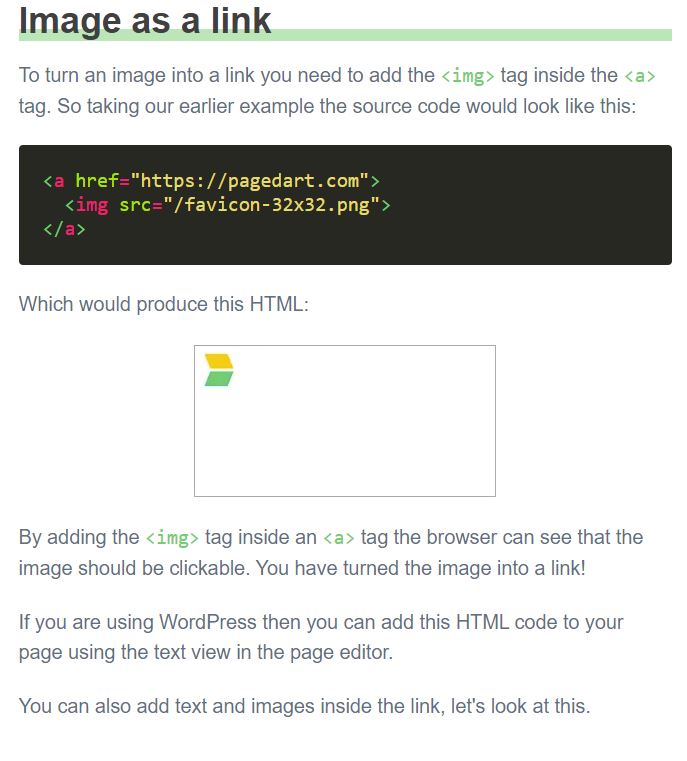 Image as a link
To turn an image into a link you need to add the <img> tag inside the <a>
tag. So taking our earlier example the source code would look like this:
<a href="https://pagedart.com">
  <img src="/favicon-32x32.png">
</a>
Which would produce this HTML:
By adding the <img> tag inside an <a> tag the browser can see that the
image should be clickable. You have turned the image into a link!
If you are using WordPress then you can add this HTML code to your
page using the text view in the page editor.
You can also add text and images inside the link, let's look at this.